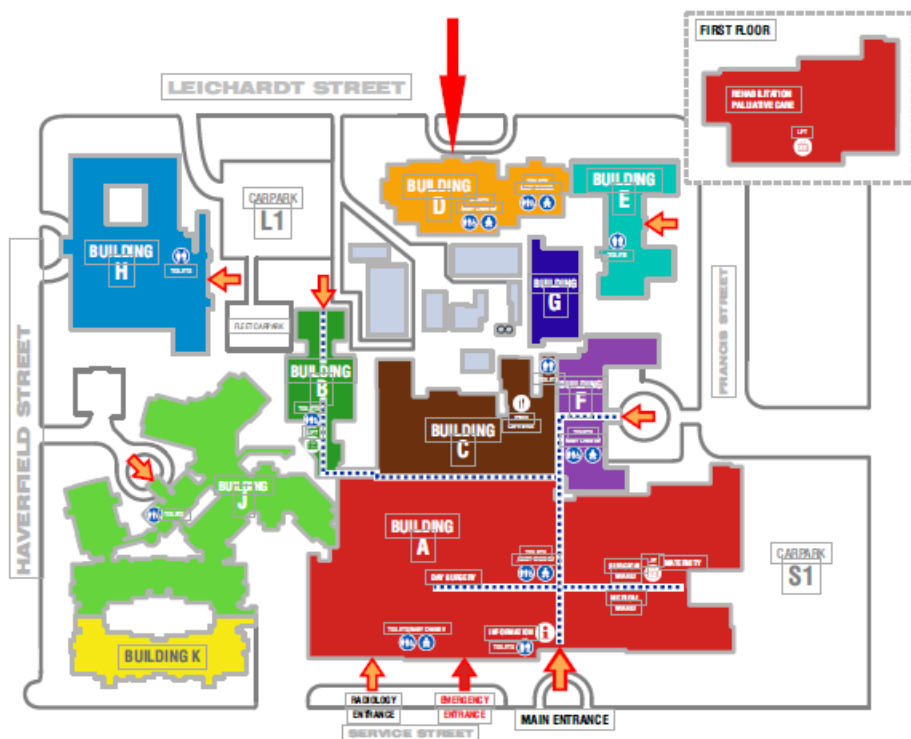 FIRST FLOOR
REHABILITATION
PALLIATIVE CARE
LIFT
LEICHARDT STREET
CARPARK
L1
BUILDING
D
BUILDING
E
TOILETS
BUILDING
H
TOILETS
BUILDING
G
FLEET CARPARK
FRANCIS STREET
HAVERFIELD STREET
BUILDING
B
TOILETS
BUILDING
F
TOILETS
BUILDING
C
BUILDING
J
TOILETS
BUILDING
A
CARPARK
S1
DAY SURGERY
MATERNITY
SURGICAL
WARD
MEDICAL
WARD
INFORMATION
i
TOILETS
BUILDING K
RADIOLOGY
ENTRANCE
EMERGENCY
ENTRANCE
MAIN ENTRANCE
SERVICE STREET